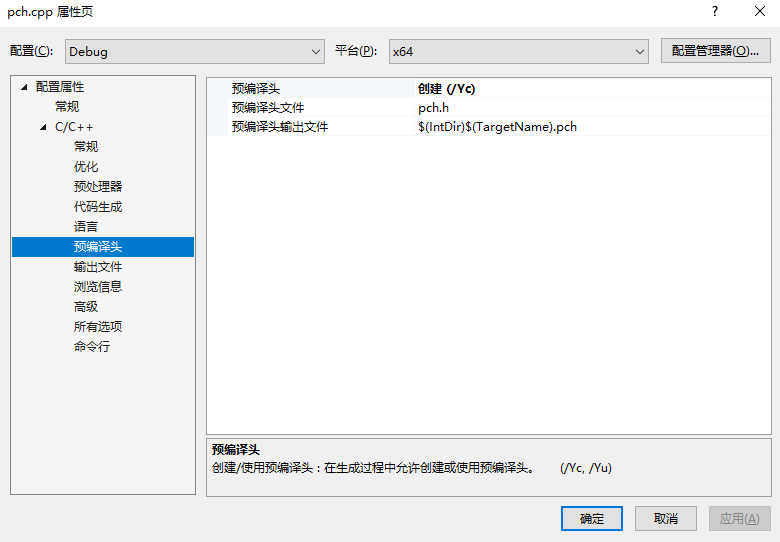 pch.cpp 属性页
配置(C): Debug 平台(P): x64 配置管理器(O)...
配置属性
常规
C/C++
常规
优化
预处理器
代码生成
语言
预编译头
输出文件
浏览信息
高级
所有选项
命令行
预编译头 创建 (/Yc)
预编译头文件 pch.h
预编译头输出文件 $(IntDir)$(TargetName).pch
预编译头
创建/使用预编译头：在生成过程中允许创建或使用预编译头。 (/Yc, /Yu)
确定 取消 应用(A)